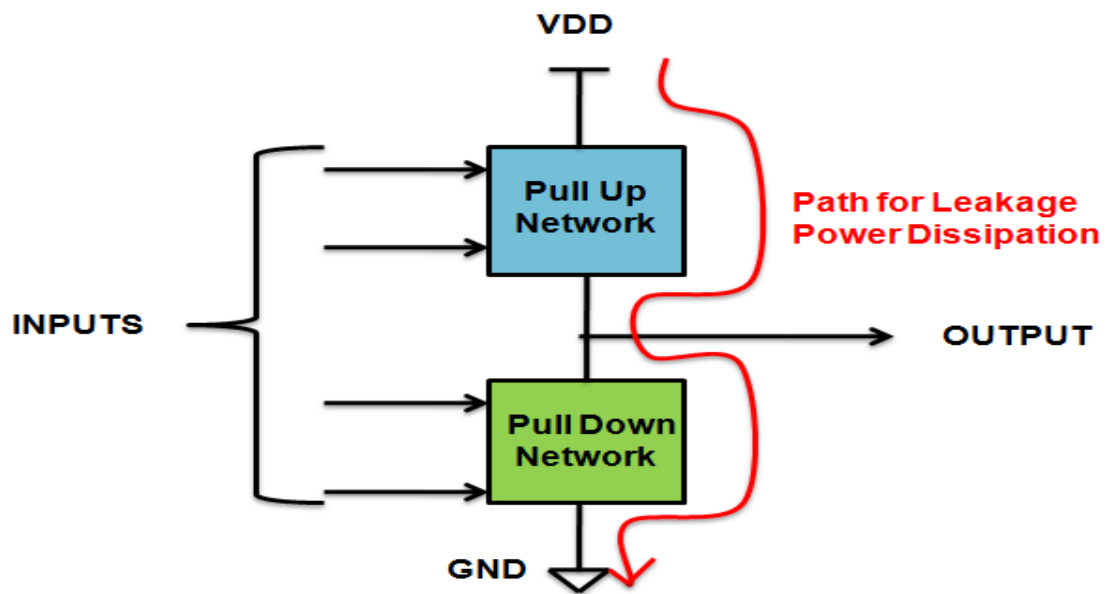 VDD
Pull Up
Network
Path for Leakage
Power Dissipation
INPUTS
OUTPUT
Pull Down
Network
GND